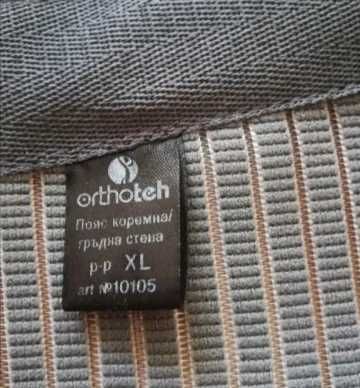 orthoteh
Пояс коремна/
гръдна стена
р-р XL
art №10105